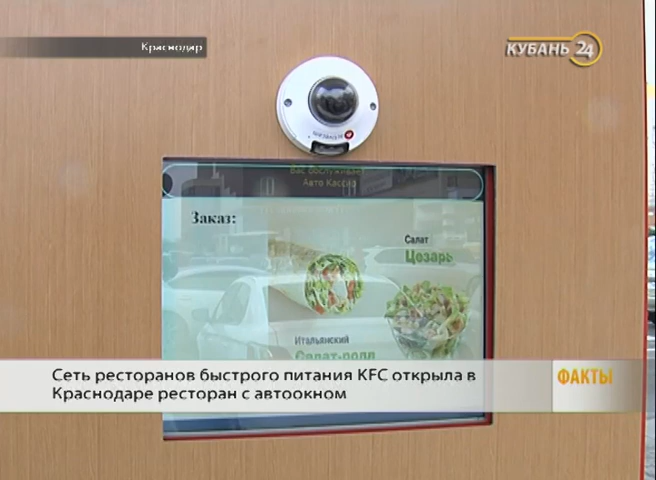 Краснодар
КУБАНЬ 24
Вас обслуживает
Авто Кассир
Заказ:
Салат
Цезарь
Итальянский
Салат-ролл
Сеть ресторанов быстрого питания KFC открыла в
Краснодаре ресторан с автоокном
ФАКТЫ